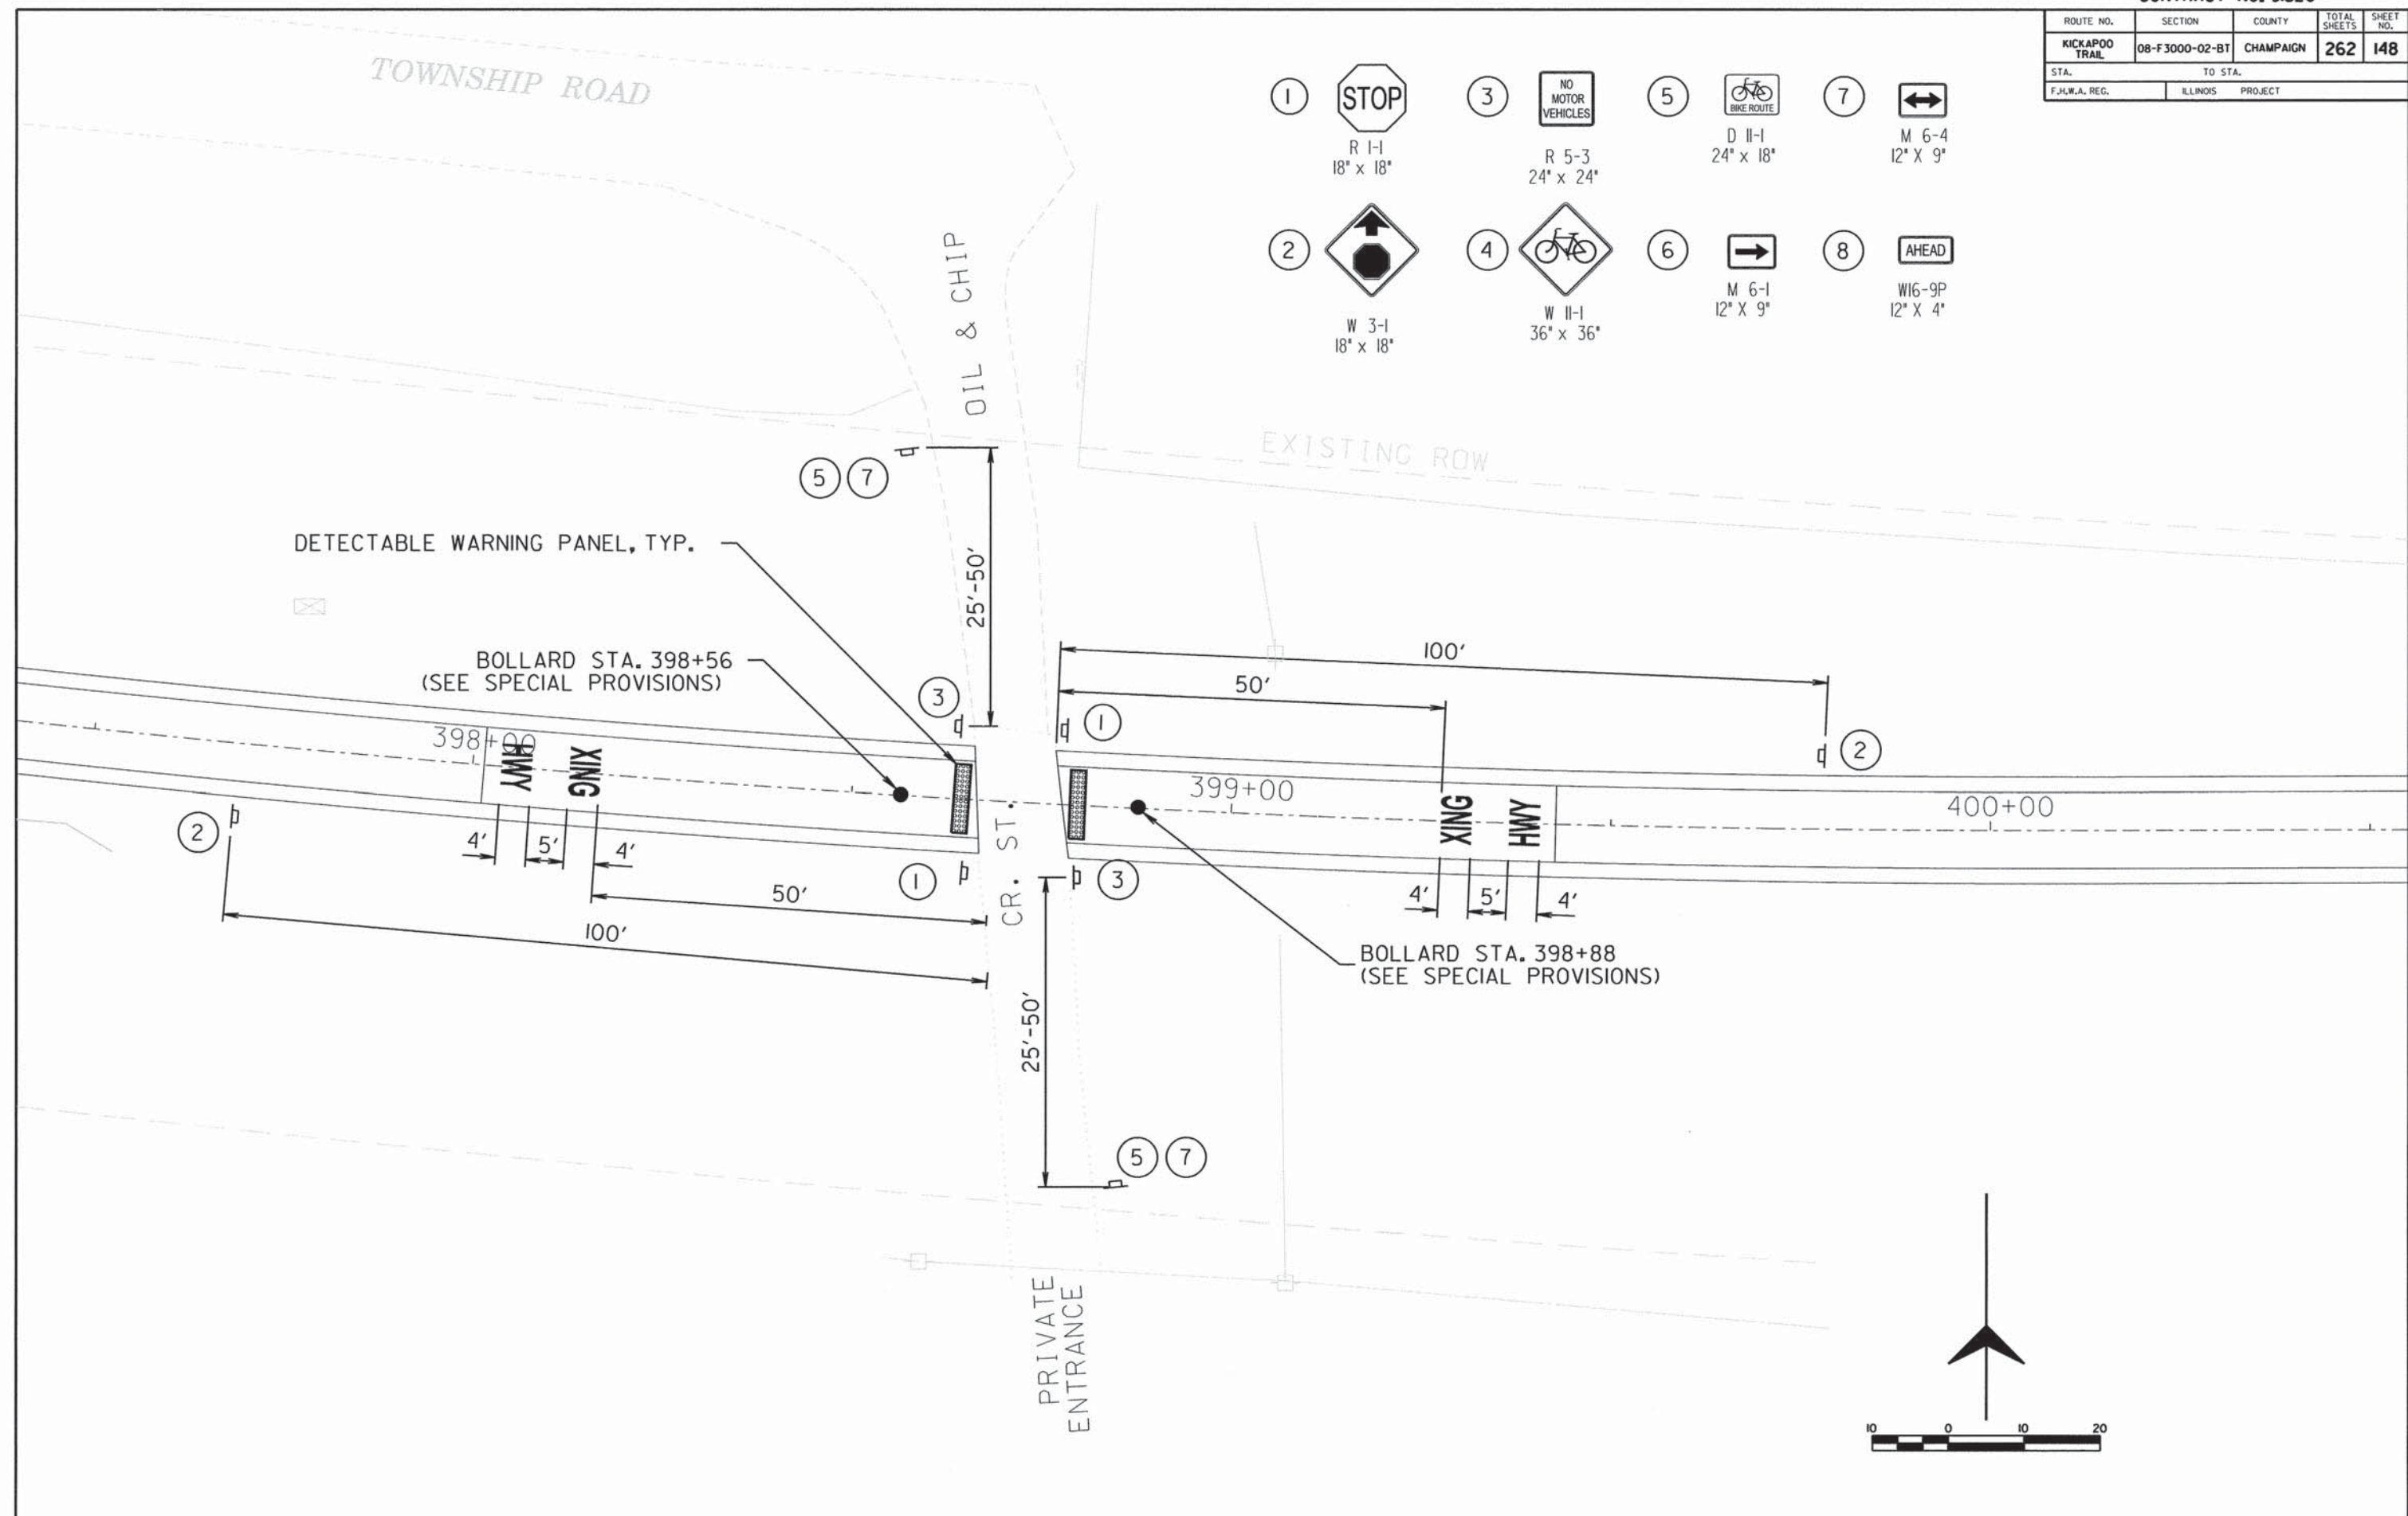 ROUTE NO. SECTION COUNTY TOTAL SHEETS SHEET NO.
KICKAPOO TRAIL 08-F3000-02-BT CHAMPAIGN 262 148
STA. TO STA.
F.H.W.A. REG. ILLINOIS PROJECT
TOWNSHIP ROAD
1 STOP
R 1-1
18" x 18"
3 NO MOTOR VEHICLES
R 5-3
24" x 24"
5 BIKE ROUTE
D 11-1
24" x 18"
7
M 6-4
12" X 9"
2
W 3-1
18" x 18"
4
W 11-1
36" x 36"
6
M 6-1
12" X 9"
8 AHEAD
W16-9P
12" X 4"
OIL & CHIP
EXISTING ROW
5 7
25'-50'
DETECTABLE WARNING PANEL, TYP.
BOLLARD STA. 398+56
(SEE SPECIAL PROVISIONS)
3
1
100'
50'
2
398+00
HWY
XING
399+00
XING
HWY
400+00
2
4' 5' 4'
50'
100'
1
CR. ST.
3
4' 5' 4'
BOLLARD STA. 398+88
(SEE SPECIAL PROVISIONS)
25'-50'
5 7
PRIVATE
ENTRANCE
10 0 10 20